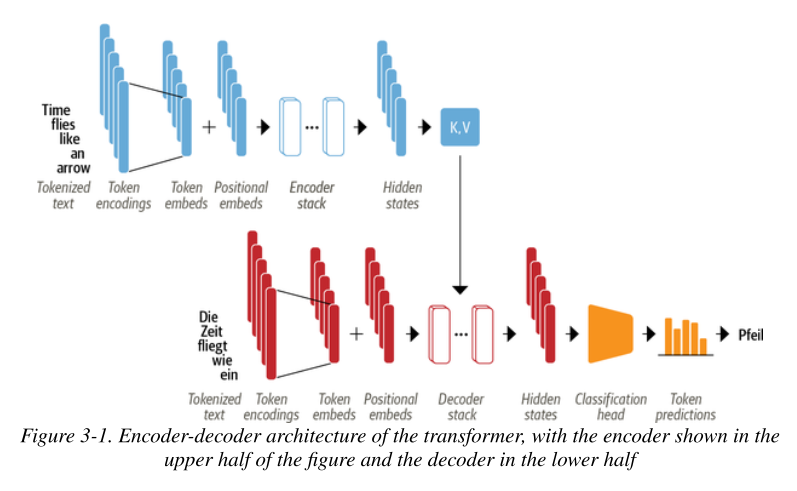 Time
flies
like
an
arrow
K,V
Tokenized text
Token encodings
Token embeds
Positional embeds
Encoder stack
Hidden states
Die
Zeit
fliegt
wie
ein
Pfeil
Tokenized text
Token encodings
Token embeds
Positional embeds
Decoder stack
Hidden states
Classification head
Token predictions
Figure 3-1. Encoder-decoder architecture of the transformer, with the encoder shown in the
upper half of the figure and the decoder in the lower half